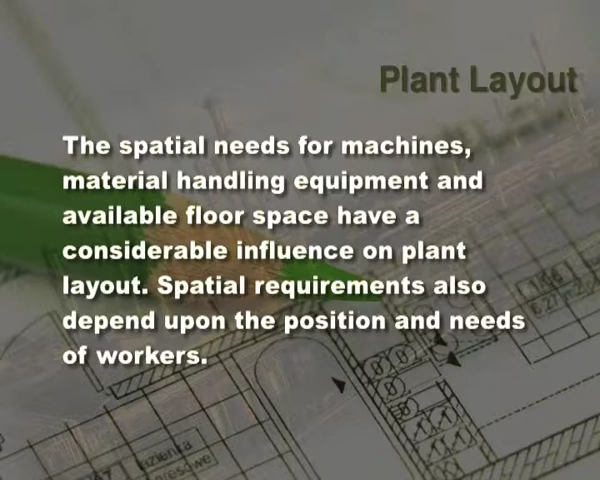 Plant Layout
The spatial needs for machines,
material handling equipment and
available floor space have a
considerable influence on plant
layout. Spatial requirements also
depend upon the position and needs
of workers.